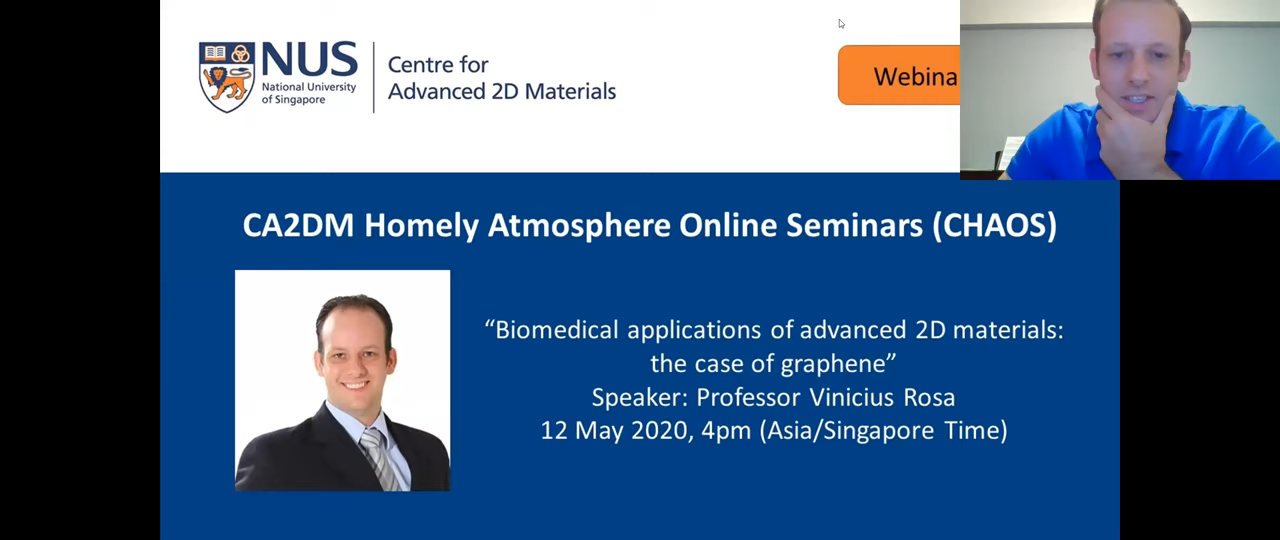 NUS
National University
of Singapore
Centre for
Advanced 2D Materials
Webina
CA2DM Homely Atmosphere Online Seminars (CHAOS)
“Biomedical applications of advanced 2D materials:
the case of graphene”
Speaker: Professor Vinicius Rosa
12 May 2020, 4pm (Asia/Singapore Time)